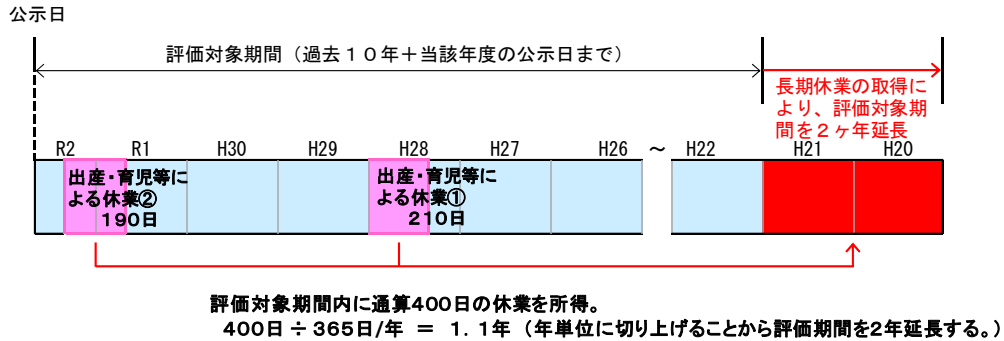 公示日
評価対象期間（過去１０年＋当該年度の公示日まで）
長期休業の取得に
より、評価対象期
間を２ヶ年延長
R2 R1 H30 H29 H28 H27 H26 ～ H22 H21 H20
出産・育児等に
よる休業②
190日
出産・育児等に
よる休業①
210日
評価対象期間内に通算400日の休業を所得。
400日 ÷ 365日/年 ＝ １．１年（年単位に切り上げることから評価期間を2年延長する。）